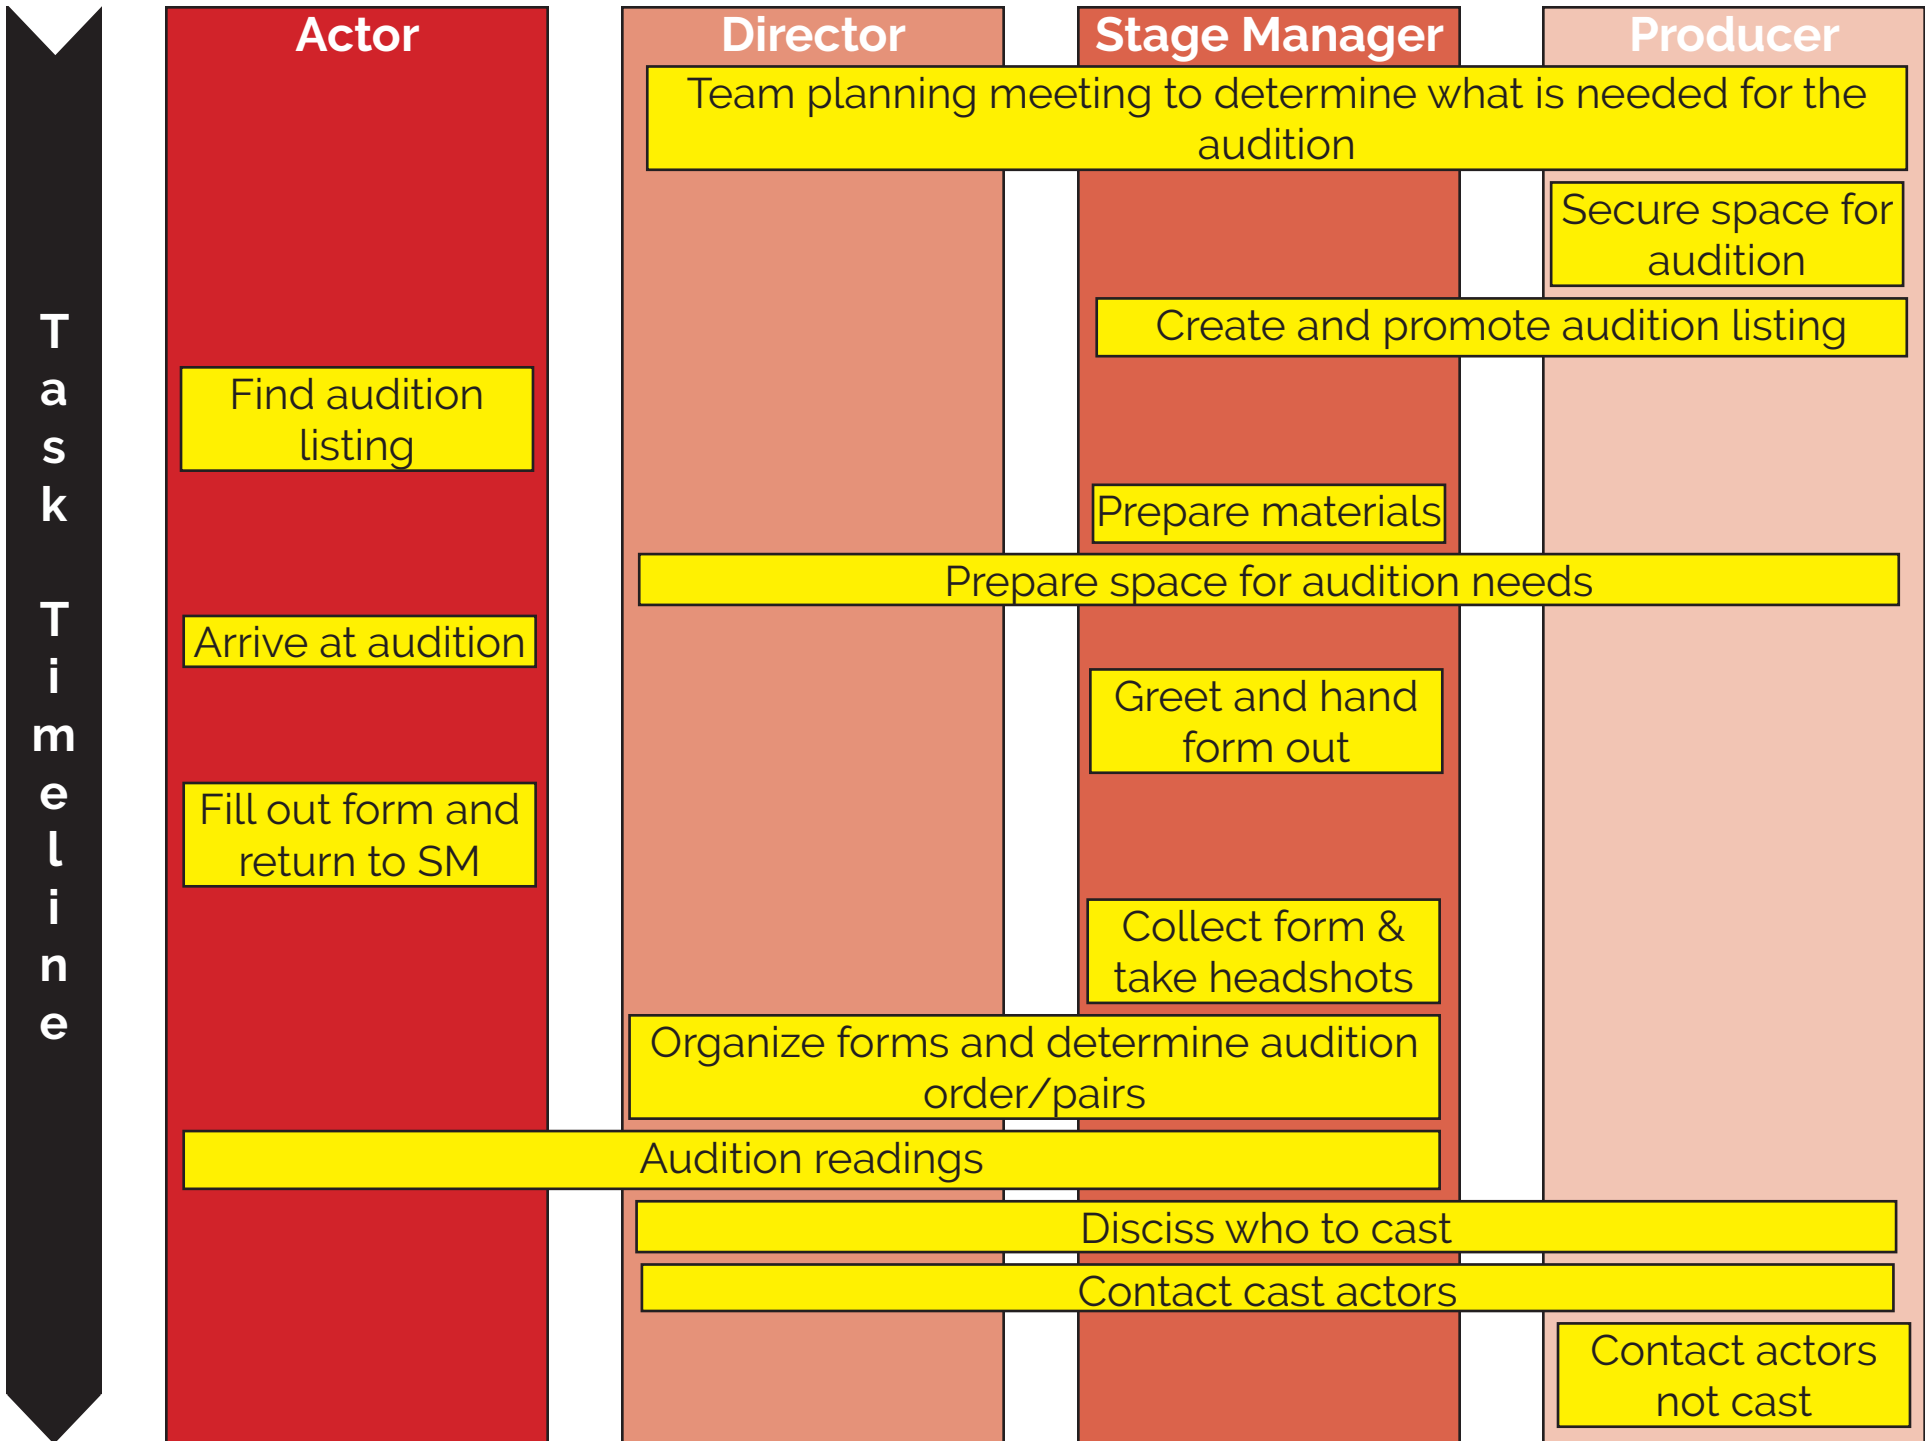 Actor
Director
Stage Manager
Producer
Task Timeline
Team planning meeting to determine what is needed for the
audition
Secure space for
audition
Create and promote audition listing
Find audition
listing
Prepare materials
Prepare space for audition needs
Arrive at audition
Greet and hand
form out
Fill out form and
return to SM
Collect form &
take headshots
Organize forms and determine audition
order/pairs
Audition readings
Disciss who to cast
Contact cast actors
Contact actors
not cast